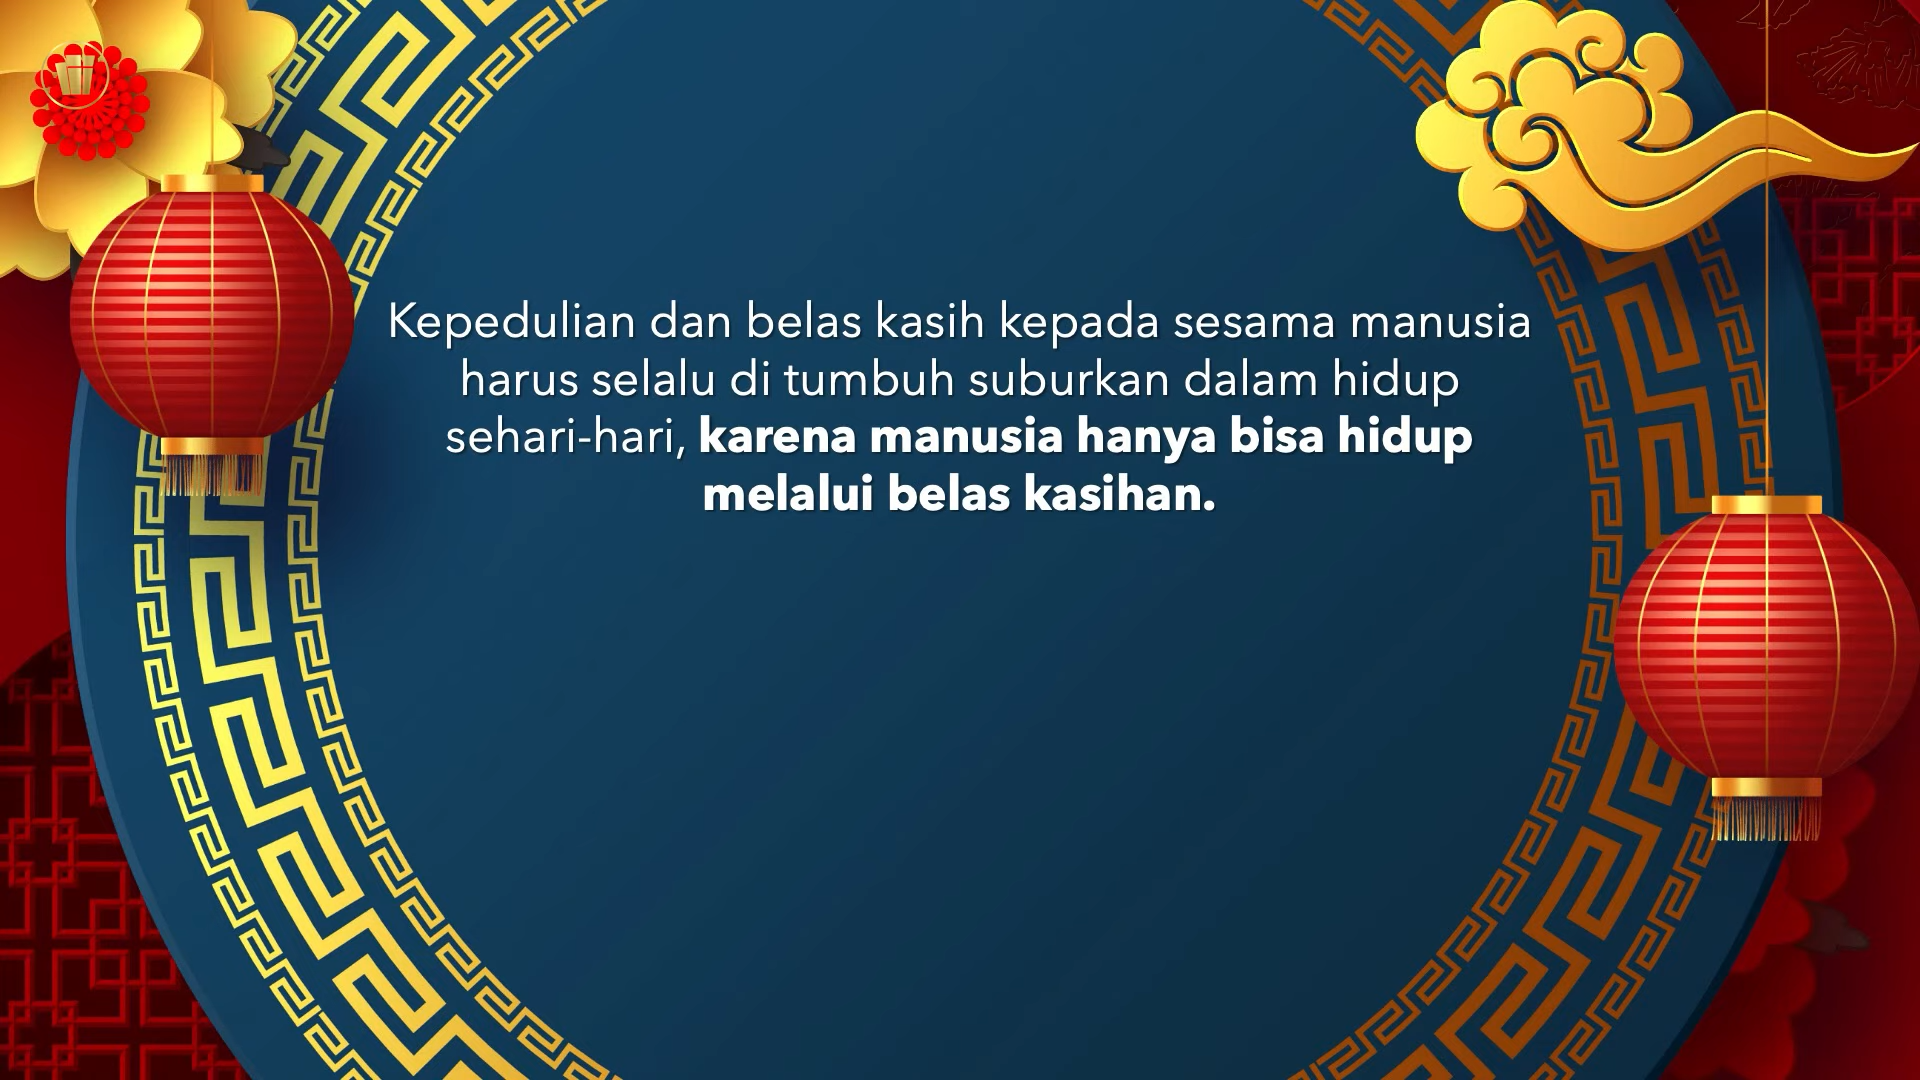 Kepedulian dan belas kasih kepada sesama manusia
harus selalu di tumbuh suburkan dalam hidup
sehari-hari, karena manusia hanya bisa hidup
melalui belas kasihan.